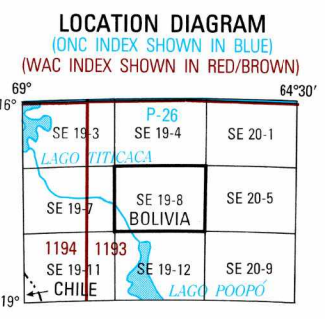 LOCATION DIAGRAM
(ONC INDEX SHOWN IN BLUE)
(WAC INDEX SHOWN IN RED/BROWN)
69° 64°30'
16°
P-26
SE 19-3 SE 19-4 SE 20-1
LAGO TITICACA
SE 19-7 SE 19-8 SE 20-5
BOLIVIA
1194 1193
SE 19-11 SE 19-12 SE 20-9
CHILE LAGO POOPÓ
19°